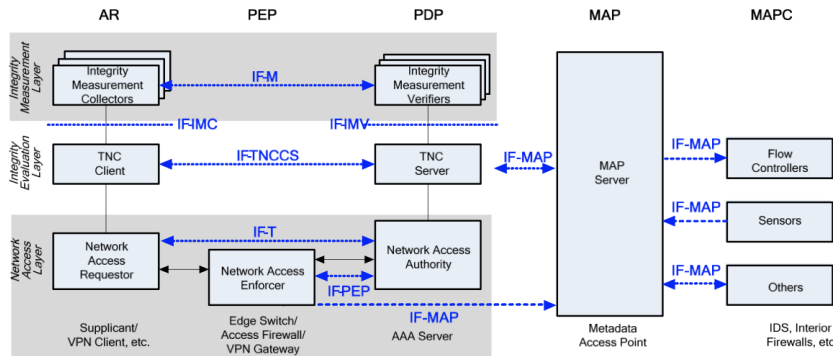 AR
PEP
PDP
MAP
MAPC
Integrity Measurement
Layer
Integrity
Measurement
Collectors
IF-M
Integrity
Measurement
Verifiers
IF-IMC
IF-IMV
Integrity Evaluation
Layer
TNC
Client
IF-TNCCS
TNC
Server
IF-MAP
MAP
Server
IF-MAP
Flow
Controllers
IF-MAP
Sensors
IF-MAP
Others
Network Access
Layer
Network
Access
Requestor
IF-T
Network Access
Enforcer
IF-PEP
Network Access
Authority
IF-MAP
Supplicant/
VPN Client, etc.
Edge Switch/
Access Firewall/
VPN Gateway
AAA Server
Metadata
Access Point
IDS, Interior
Firewalls, etc